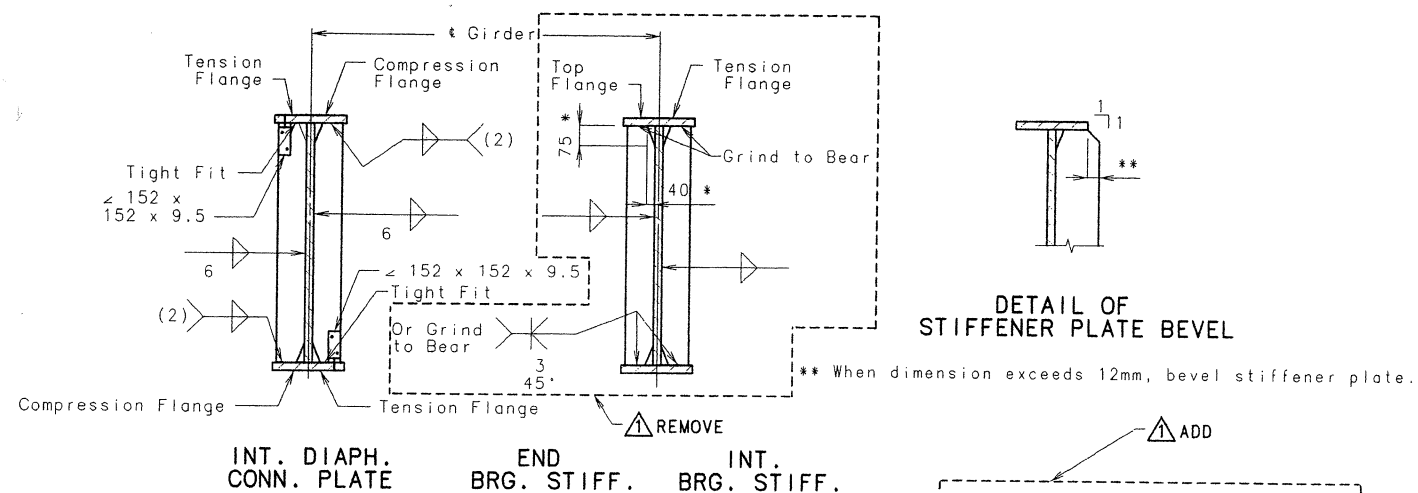 ℄ Girder
Tension
Flange
Compression
Flange
Top
Flange
Tension
Flange
1
1
(2)
75 *
Grind to Bear
Tight Fit
∠ 152 x
152 x 9.5
40 *
**
6
6
∠ 152 x 152 x 9.5
Tight Fit
(2)
Or Grind
to Bear
3
45°
DETAIL OF
STIFFENER PLATE BEVEL
** When dimension exceeds 12mm, bevel stiffener plate.
Compression Flange
Tension Flange
1 REMOVE
1 ADD
INT. DIAPH.
CONN. PLATE
END
BRG. STIFF.
INT.
BRG. STIFF.